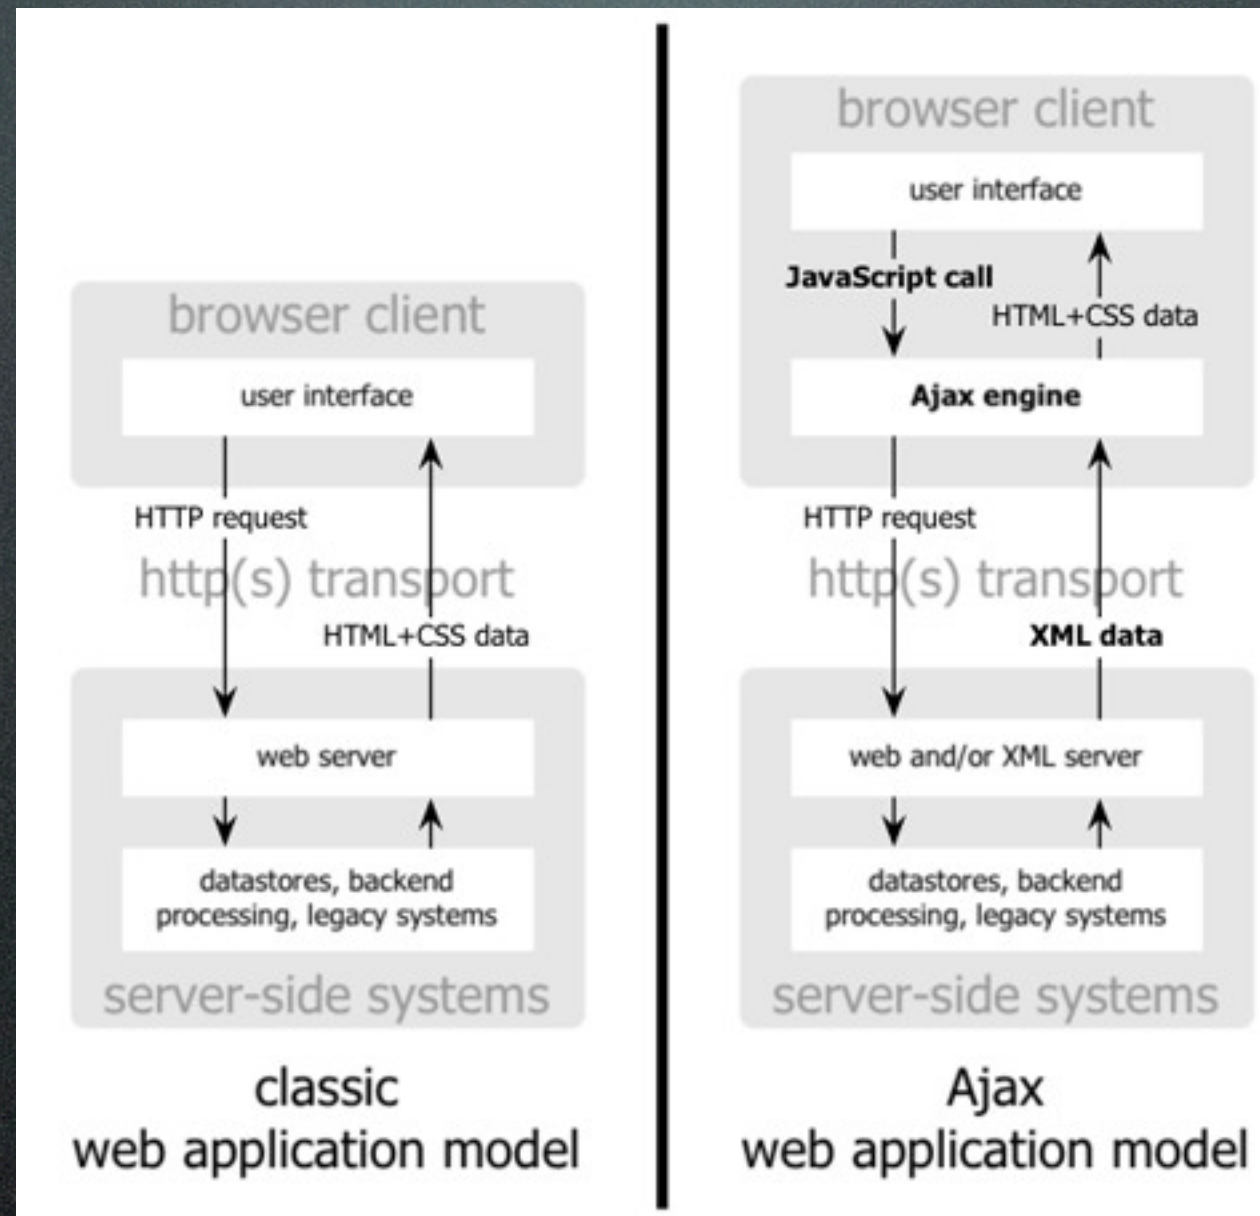 browser client
user interface
HTTP request
http(s) transport
HTML+CSS data
web server
datastores, backend
processing, legacy systems
server-side systems
classic
web application model
browser client
user interface
JavaScript call
HTML+CSS data
Ajax engine
HTTP request
http(s) transport
XML data
web and/or XML server
datastores, backend
processing, legacy systems
server-side systems
Ajax
web application model